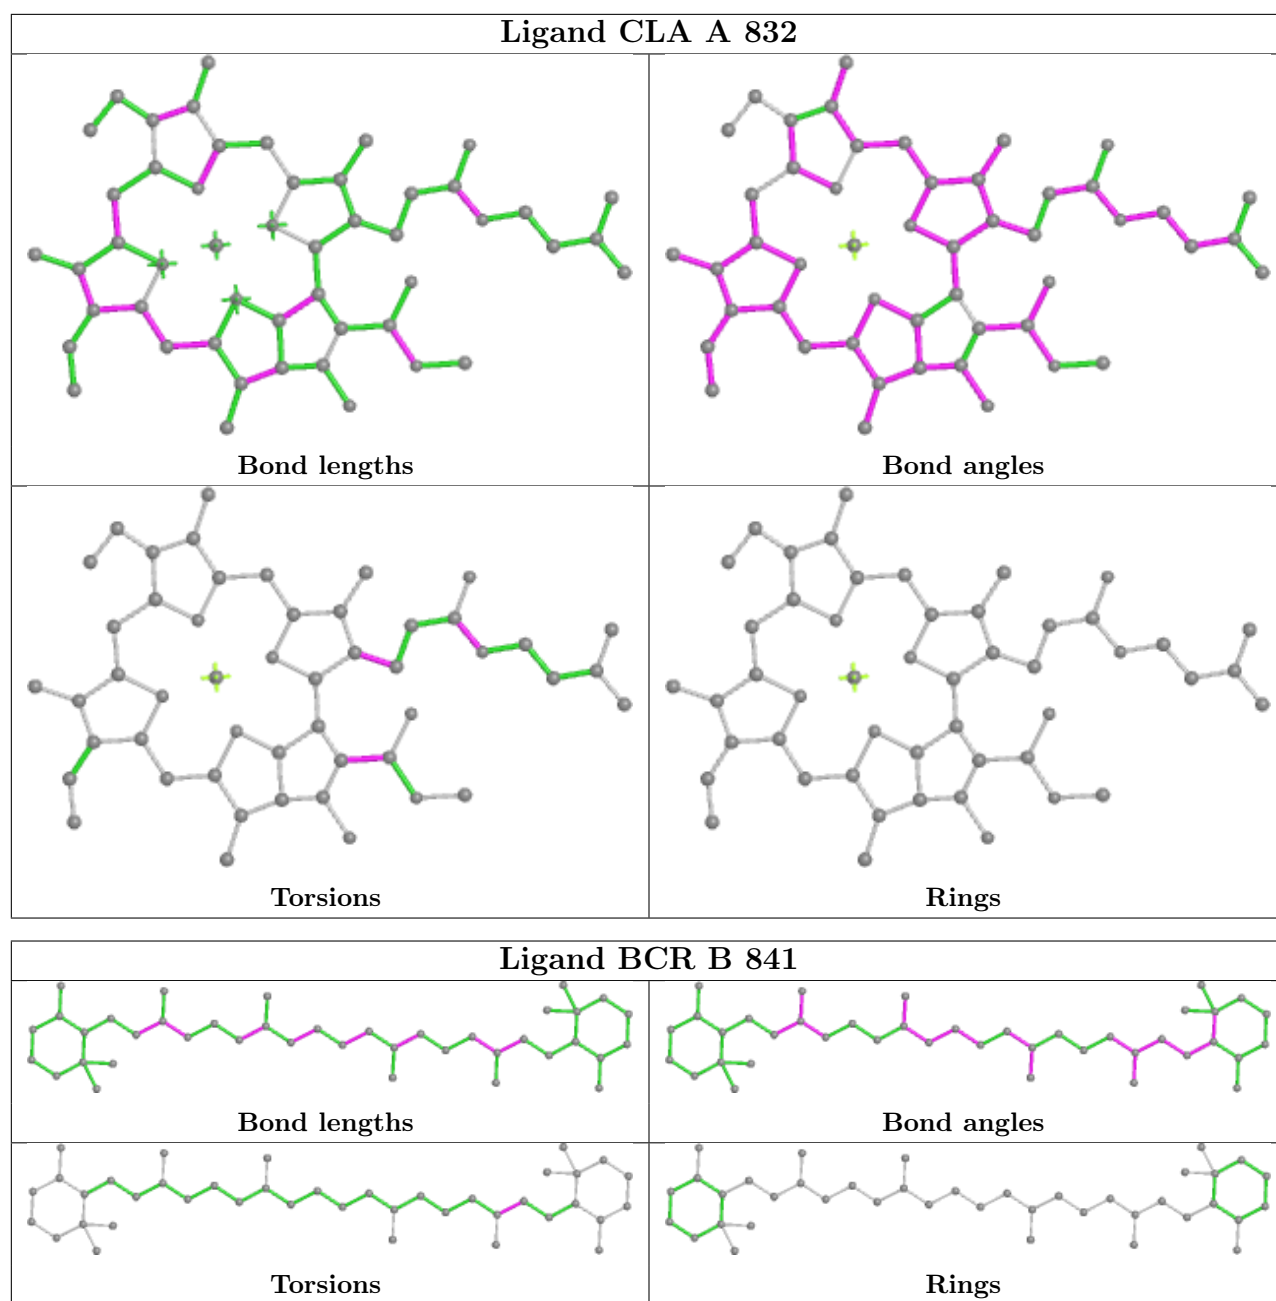 Ligand CLA A 832
Bond lengths
Bond angles
Torsions
Rings
Ligand BCR B 841
Bond lengths
Bond angles
Torsions
Rings